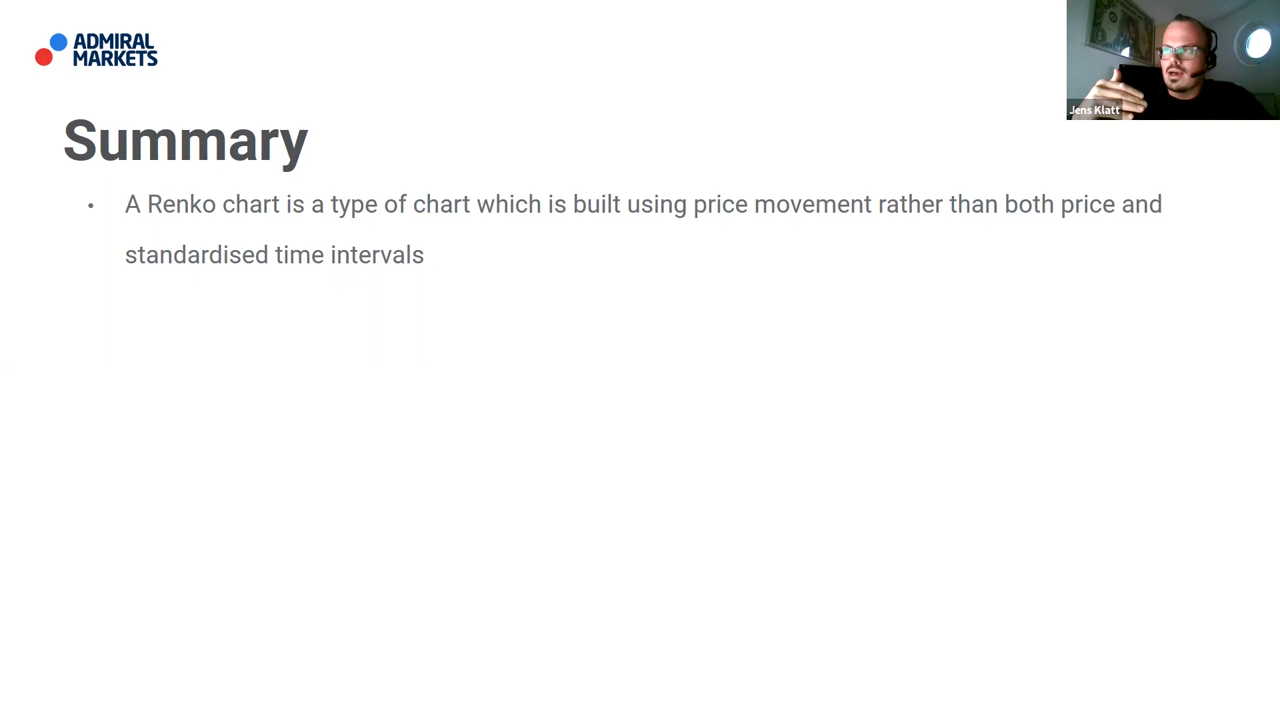 ADMIRAL
MARKETS
Jens Klatt
Summary
• A Renko chart is a type of chart which is built using price movement rather than both price and
standardised time intervals